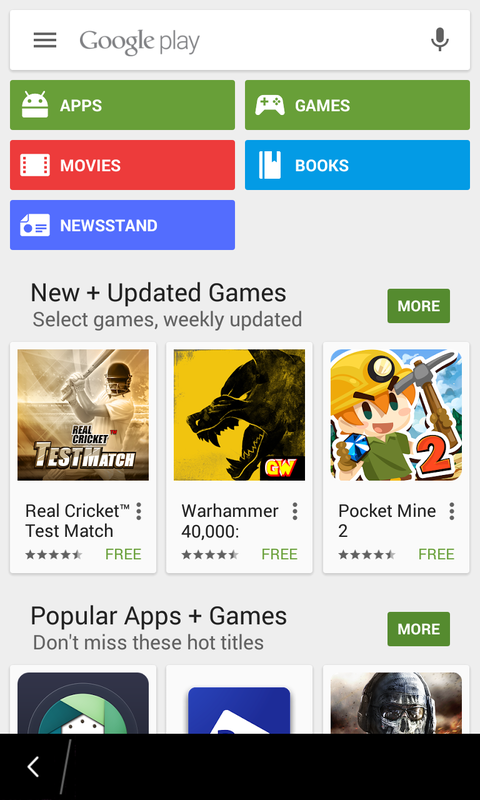 Google play
APPS
GAMES
MOVIES
BOOKS
NEWSSTAND
New + Updated Games
Select games, weekly updated
MORE
REAL
CRICKET™
TEST MATCH
GW
2
Real Cricket™
Test Match
FREE
Warhammer
40,000:
FREE
Pocket Mine
2
FREE
Popular Apps + Games
Don't miss these hot titles
MORE